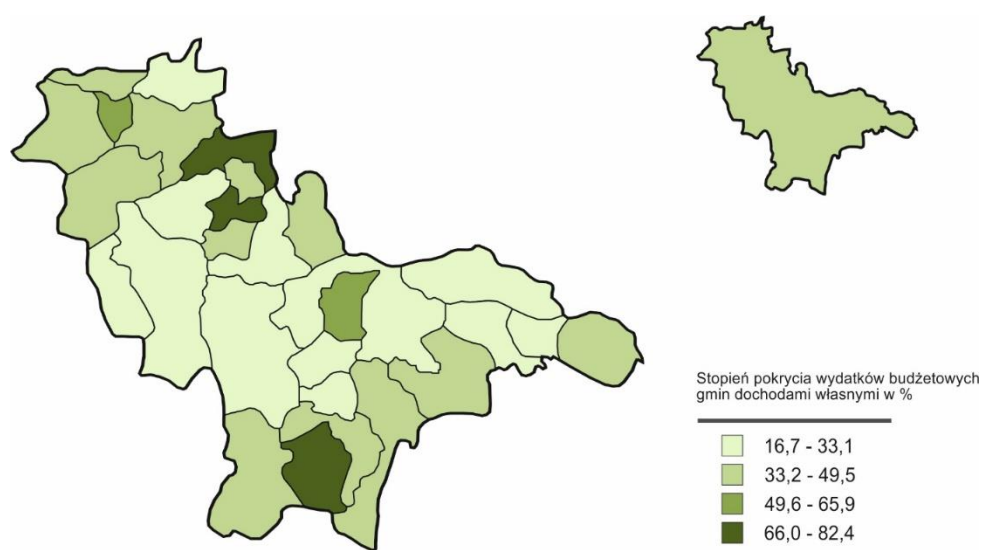 Stopień pokrycia wydatków budżetowych
gmin dochodami własnymi w %
16,7 - 33,1
33,2 - 49,5
49,6 - 65,9
66,0 - 82,4